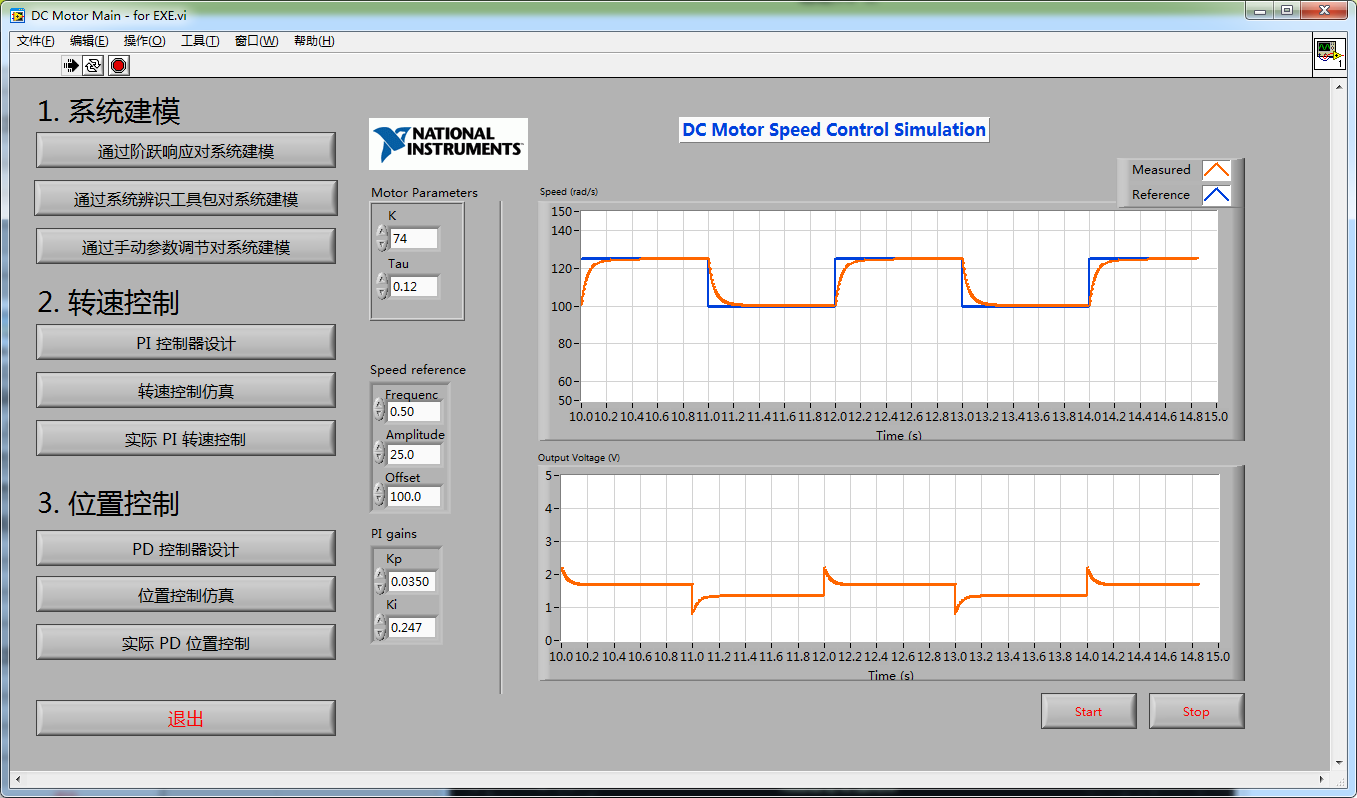 DC Motor Main - for EXE.vi
文件(F) 编辑(E) 操作(O) 工具(T) 窗口(W) 帮助(H)
1
1. 系统建模
通过阶跃响应对系统建模
通过系统辨识工具包对系统建模
通过手动参数调节对系统建模
2. 转速控制
PI 控制器设计
转速控制仿真
实际 PI 转速控制
3. 位置控制
PD 控制器设计
位置控制仿真
实际 PD 位置控制
退出
NATIONAL
INSTRUMENTS
Motor Parameters
K
74
Tau
0.12
Speed reference
Frequenc
0.50
Amplitude
25.0
Offset
100.0
PI gains
Kp
0.0350
Ki
0.247
DC Motor Speed Control Simulation
Measured
Reference
Speed (rad/s)
150
140
120
100
80
60
50
10.0 10.2 10.4 10.6 10.8 11.0 11.2 11.4 11.6 11.8 12.0 12.2 12.4 12.6 12.8 13.0 13.2 13.4 13.6 13.8 14.0 14.2 14.4 14.6 14.8 15.0
Time (s)
Output Voltage (V)
5
4
3
2
1
0
10.0 10.2 10.4 10.6 10.8 11.0 11.2 11.4 11.6 11.8 12.0 12.2 12.4 12.6 12.8 13.0 13.2 13.4 13.6 13.8 14.0 14.2 14.4 14.6 14.8 15.0
Time (s)
Start
Stop